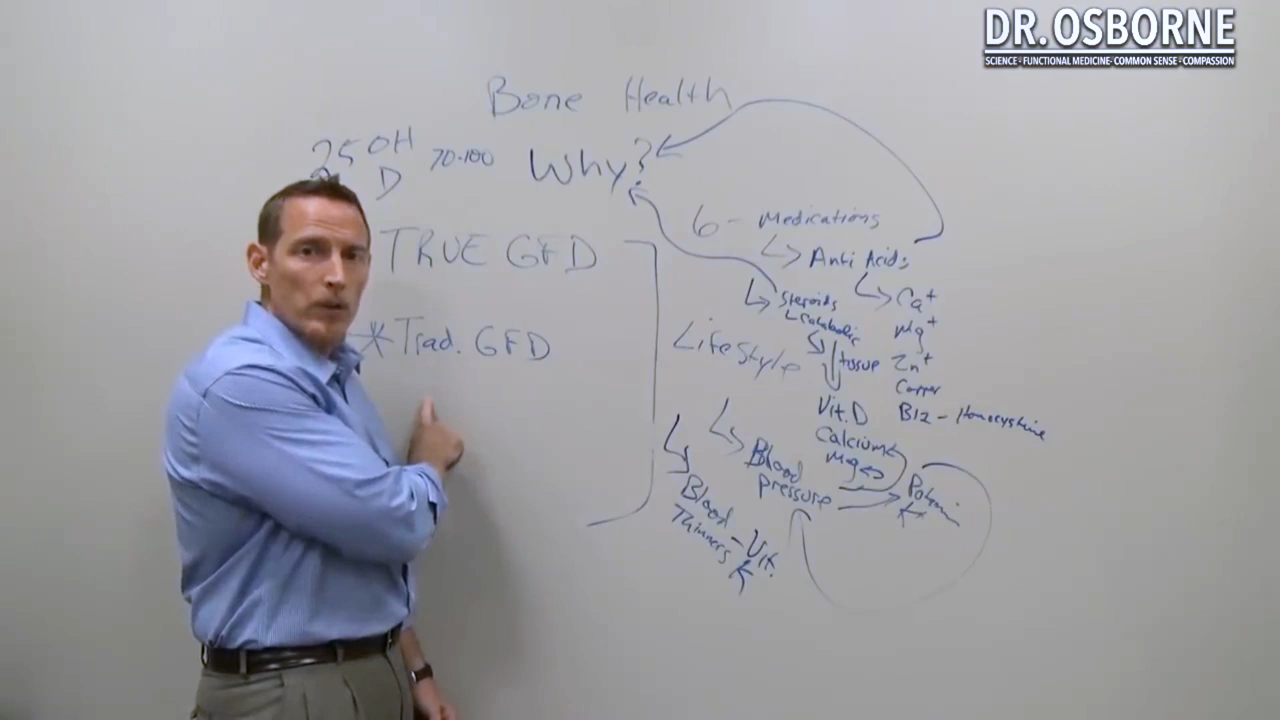 DR. OSBORNE
SCIENCE - FUNCTIONAL MEDICINE - COMMON SENSE - COMPASSION
Bone Health
25 OH D 70-100
Why?
6 - Medications
Anti Acids
TRUE GFD
Steroids
Catabolic
tissue
Ca+
Mg+
Zn+
Copper
B12 - Homocysteine
* Trad. GFD
Lifestyle
Vit. D
Calcium
Mg
Blood pressure
K+
Blood Thinners - Vit. K